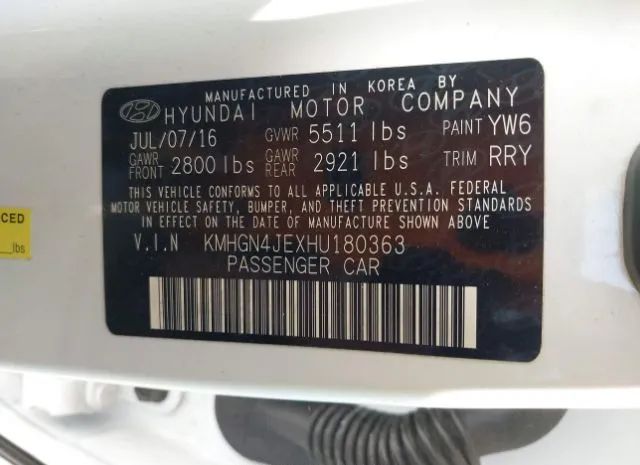 MANUFACTURED IN KOREA BY
HYUNDAI MOTOR COMPANY
JUL/07/16 GVWR 5511 lbs PAINT YW6
GAWR FRONT 2800 lbs GAWR REAR 2921 lbs TRIM RRY
THIS VEHICLE CONFORMS TO ALL APPLICABLE U.S.A. FEDERAL
MOTOR VEHICLE SAFETY, BUMPER, AND THEFT PREVENTION STANDARDS
IN EFFECT ON THE DATE OF MANUFACTURE SHOWN ABOVE.
V.I.N KMHGN4JEXHU180363
PASSENGER CAR
CED
lbs